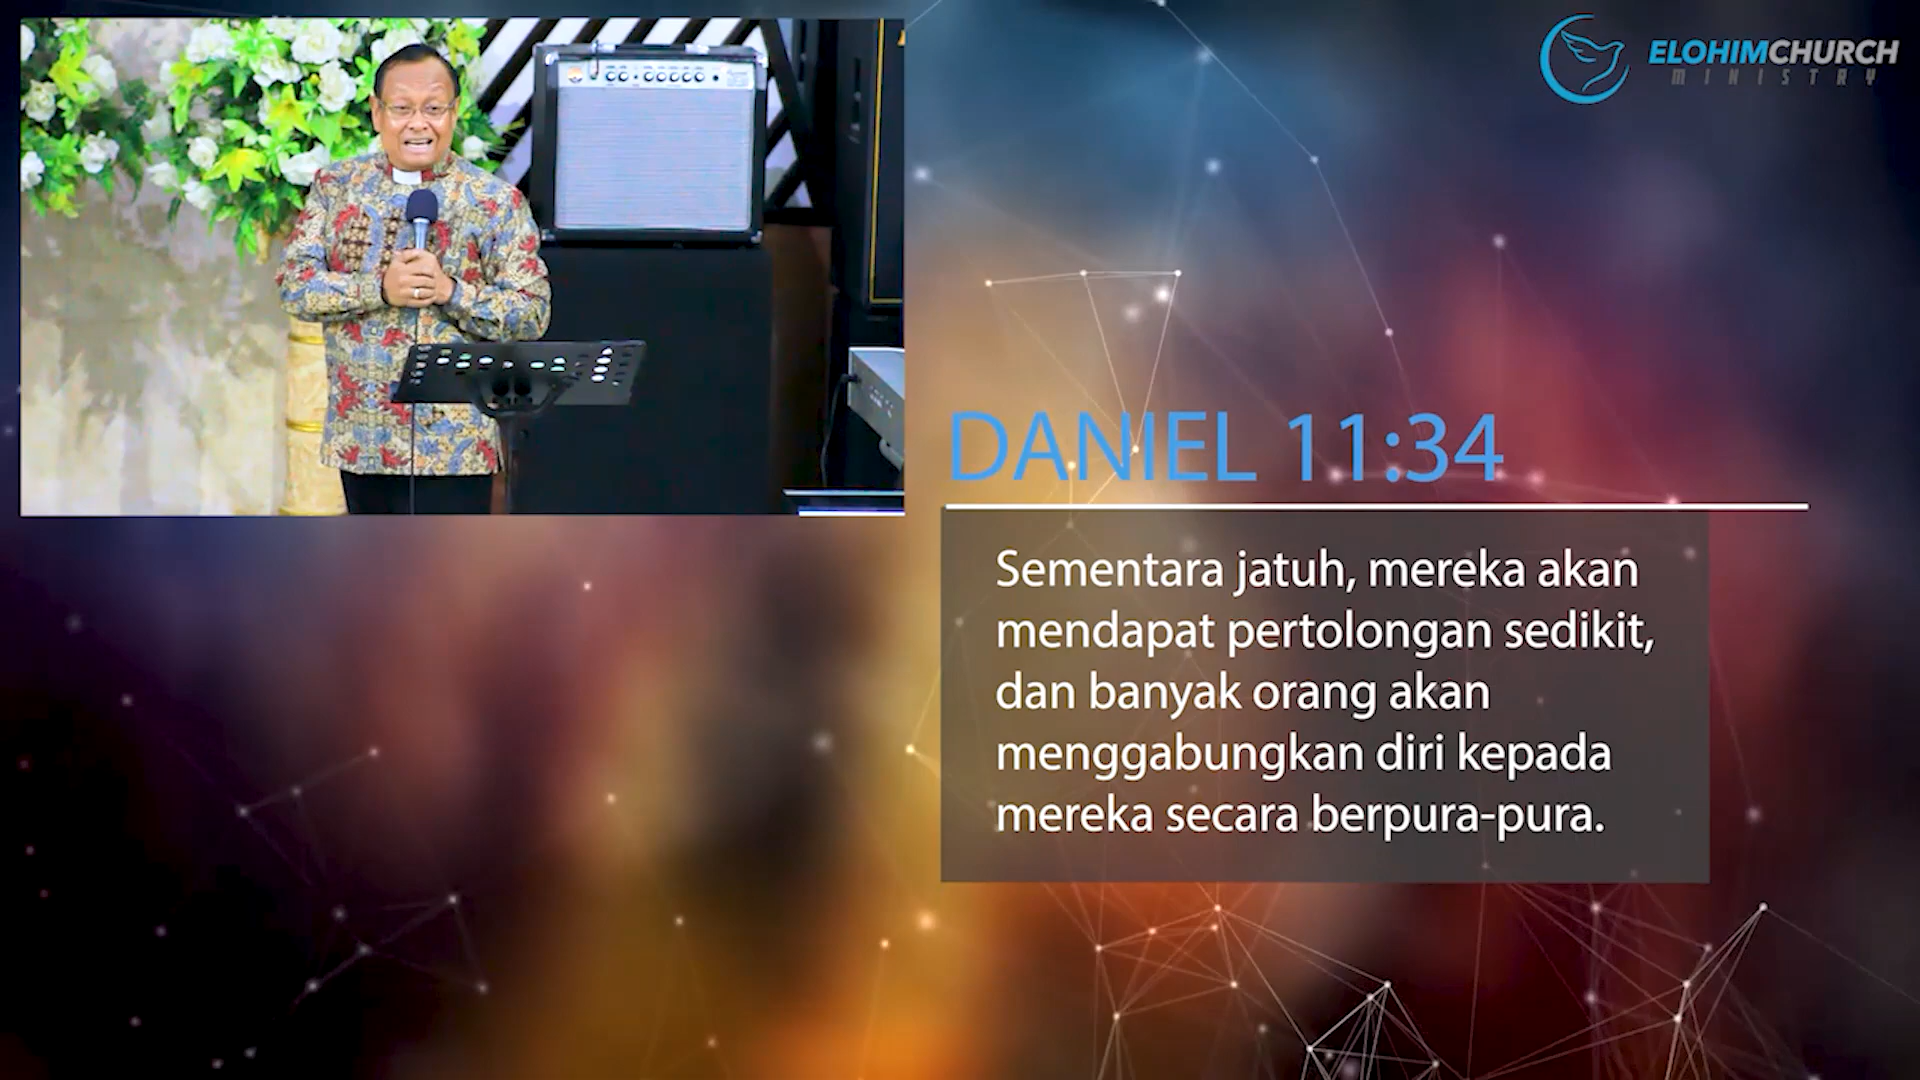 ELOHIMCHURCH
MINISTRY
DANIEL 11:34
Sementara jatuh, mereka akan
mendapat pertolongan sedikit,
dan banyak orang akan
menggabungkan diri kepada
mereka secara berpura-pura.